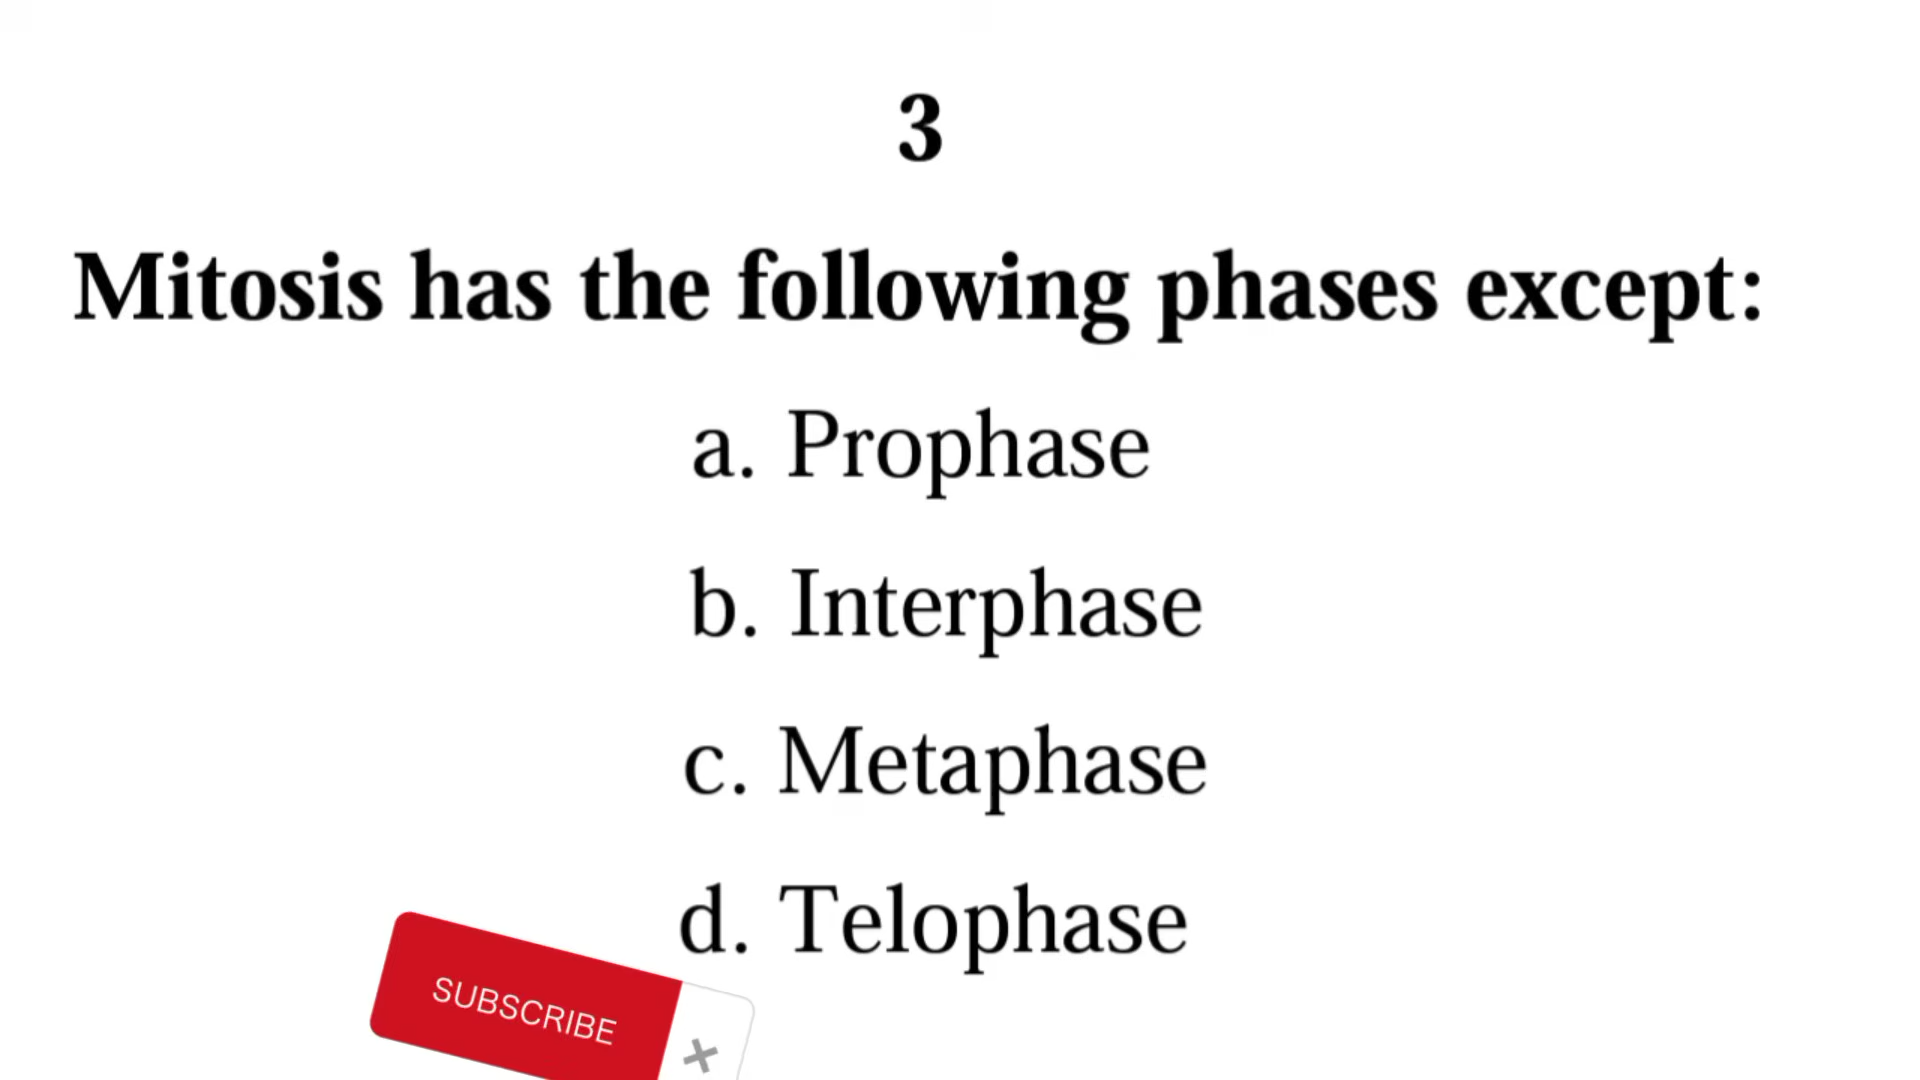 3
Mitosis has the following phases except:
a. Prophase
b. Interphase
c. Metaphase
d. Telophase
SUBSCRIBE